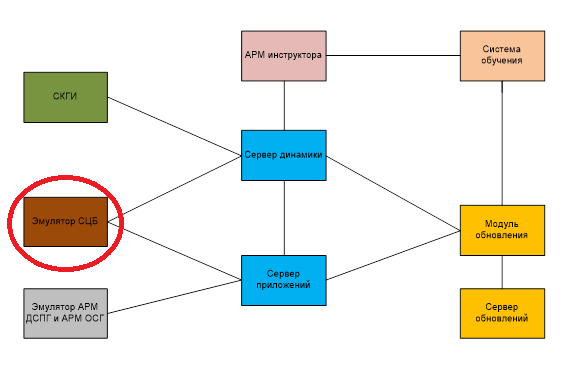 АРМ инструктора
Система
обучения
СКГИ
Сервер динамики
Эмулятор СЦБ
Модуль
обновления
Сервер
приложений
Эмулятор АРМ
ДСПГ и АРМ ОСГ
Сервер
обновлений